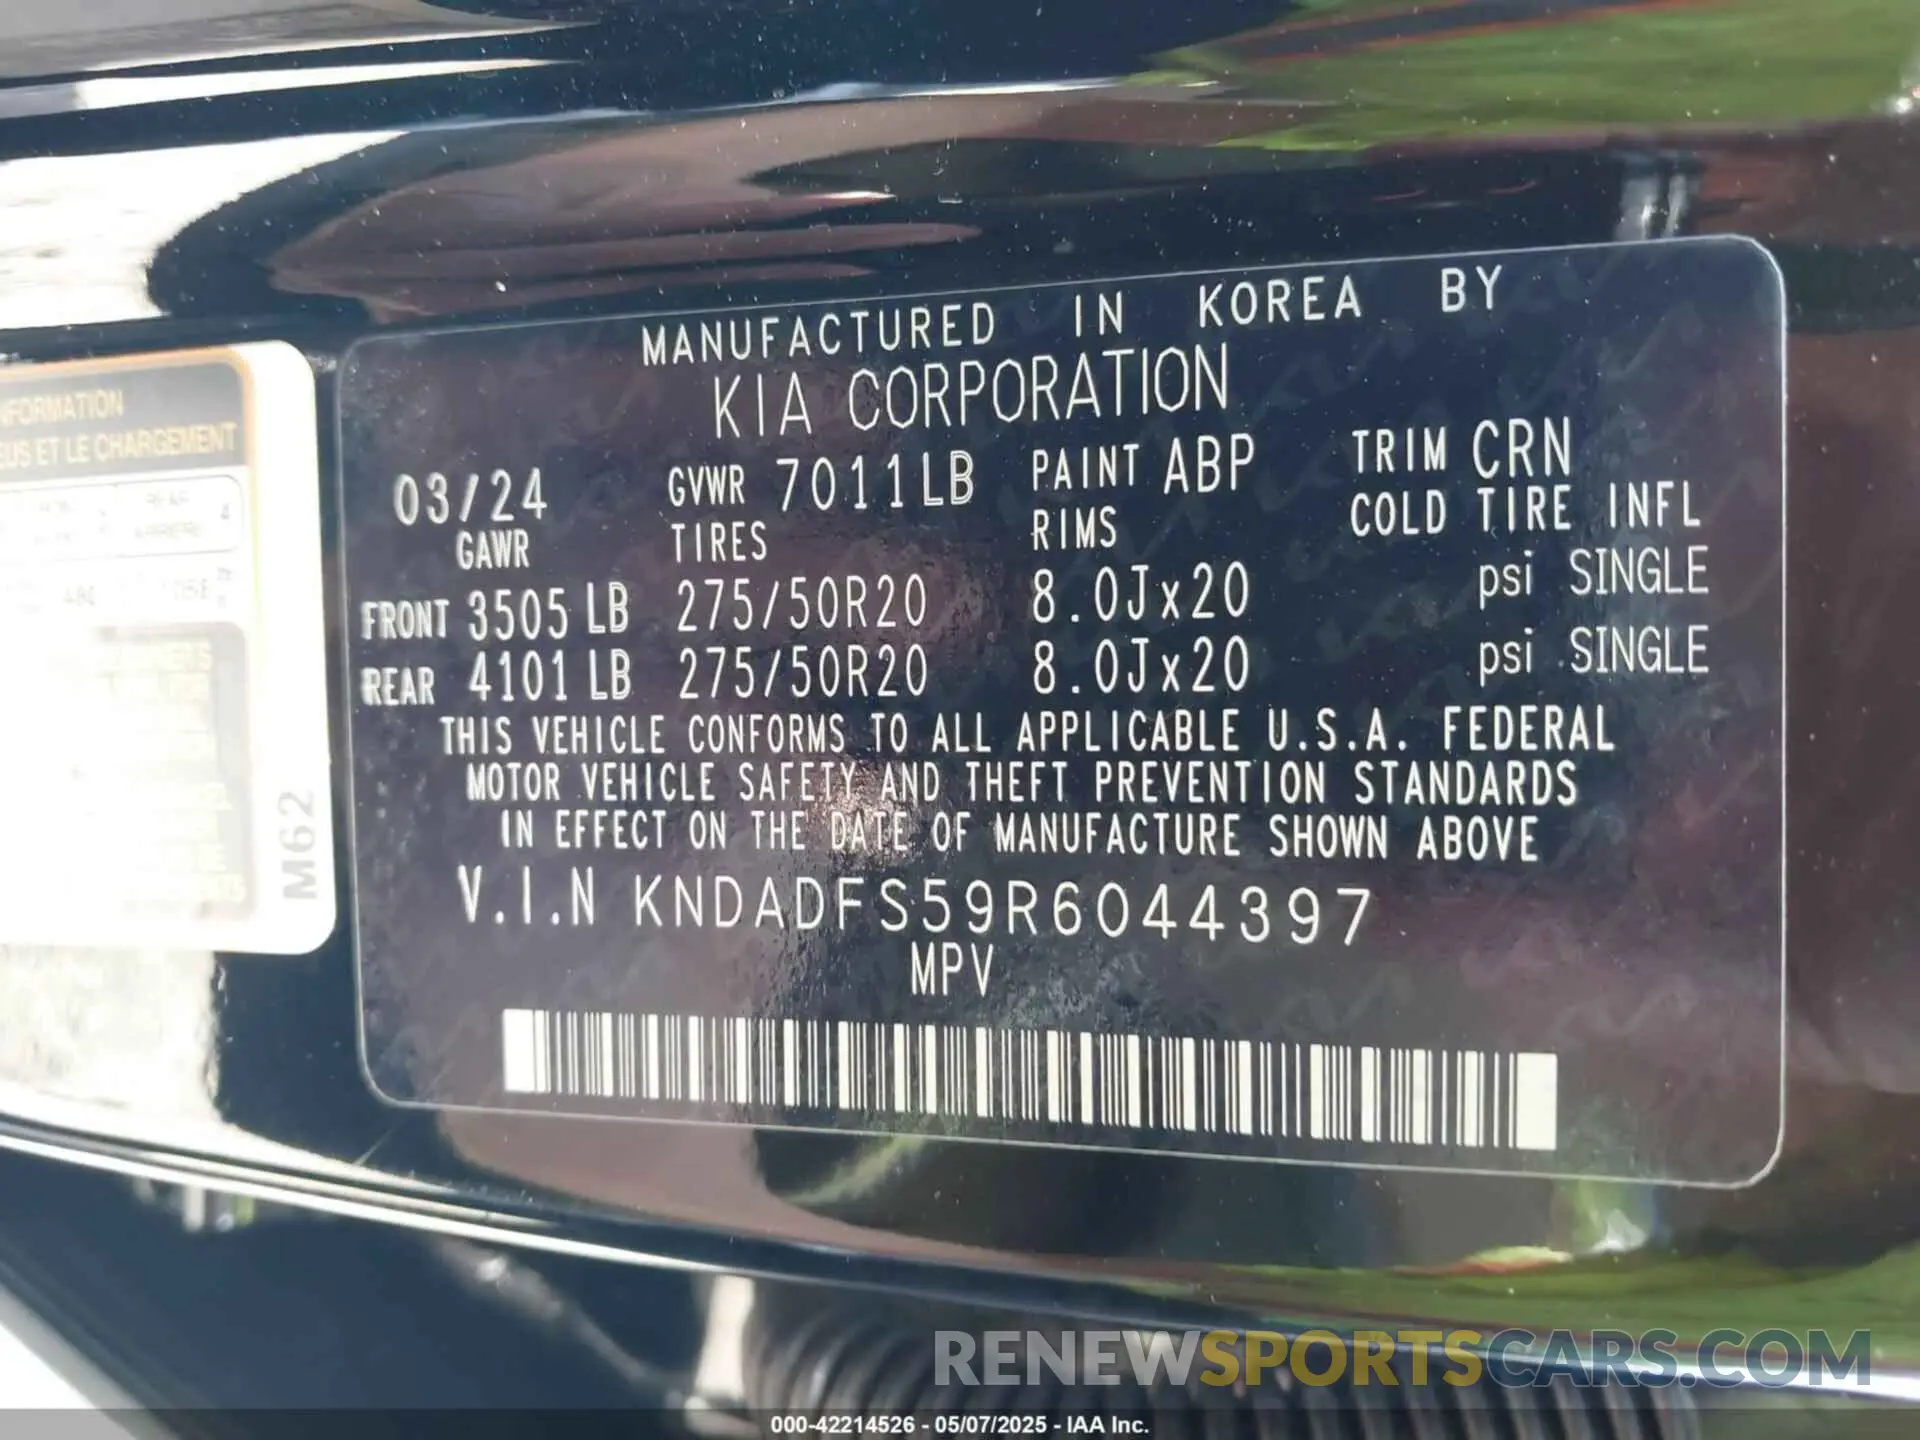 MANUFACTURED IN KOREA BY
KIA CORPORATION
03/24 GVWR 7011LB PAINT ABP TRIM CRN
GAWR TIRES RIMS COLD TIRE INFL
FRONT 3505 LB 275/50R20 8.0Jx20 psi SINGLE
REAR 4101 LB 275/50R20 8.0Jx20 psi SINGLE
THIS VEHICLE CONFORMS TO ALL APPLICABLE U.S.A. FEDERAL
MOTOR VEHICLE SAFETY AND THEFT PREVENTION STANDARDS
IN EFFECT ON THE DATE OF MANUFACTURE SHOWN ABOVE
V.I.N KNDADFS59R6044397
MPV
ET LE CHARGEMENT
M62
RENEWSPORTSCARS.COM
000-42214526 - 05/07/2025 - IAA Inc.